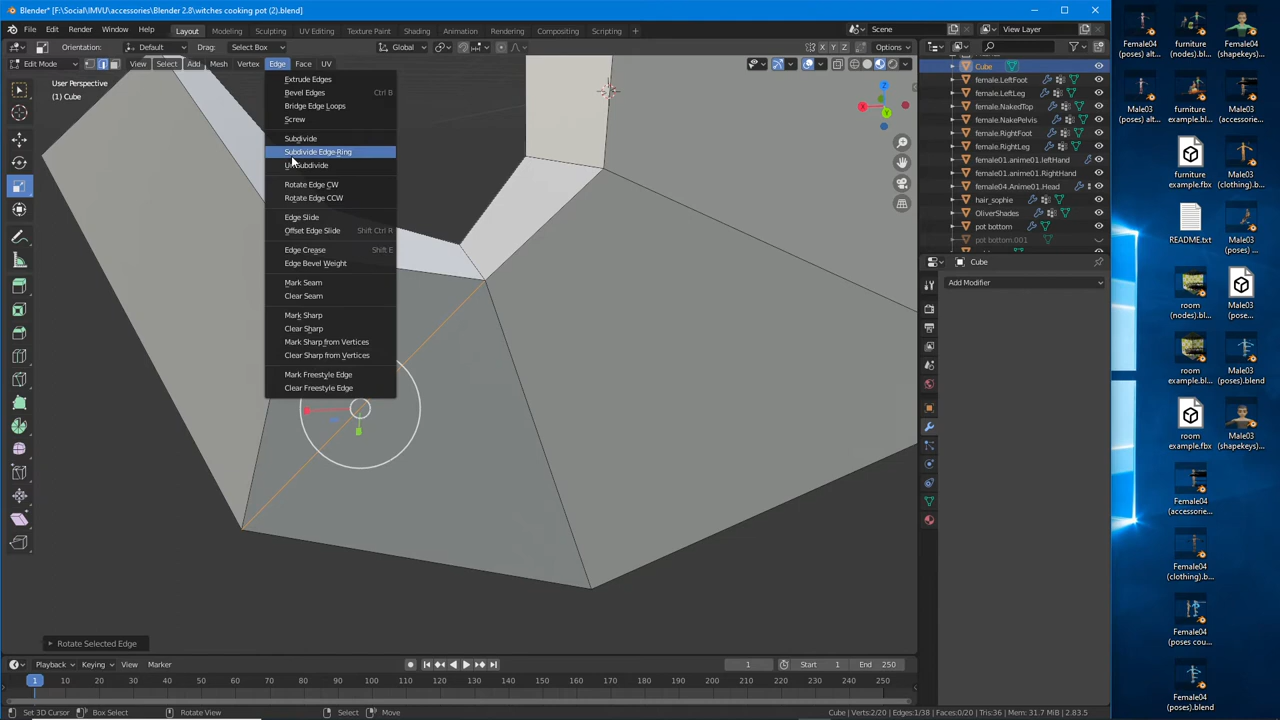 Blender* [F:\Social\IMVU\accessories\Blender 2.8\witches cooking pot (2).blend]
File Edit Render Window Help Layout Modeling Sculpting UV Editing Texture Paint Shading Animation Rendering Compositing Scripting + Scene View Layer
Orientation: Default Drag: Select Box Global X Y Z Options
Edit Mode View Select Add Mesh Vertex Edge Face UV
User Perspective
(1) Cube
Extrude Edges
Bevel Edges Ctrl B
Bridge Edge Loops
Screw
Subdivide
Subdivide Edge-Ring
Un-Subdivide
Rotate Edge CW
Rotate Edge CCW
Edge Slide
Offset Edge Slide Shift Ctrl R
Edge Crease Shift E
Edge Bevel Weight
Mark Seam
Clear Seam
Mark Sharp
Clear Sharp
Mark Sharp from Vertices
Clear Sharp from Vertices
Mark Freestyle Edge
Clear Freestyle Edge
X
Y
Z
Cube
female.LeftFoot
female.LeftLeg
female.NakedTop
female.NakePelvis
female.RightFoot
female.RightLeg
female01.anime01.leftHand
female01.anime01.RightHand
female04.Anime01.Head
hair_sophie
OliverShades
pot bottom
pot bottom.001
Cube
Add Modifier
Rotate Selected Edge
Playback Keying View Marker 1 Start 1 End 250
1 10 20 30 40 50 60 70 80 90 100 110 120 130 140 150 160 170 180 190 200 210 220 230 240 250
Set 3D Cursor Box Select Rotate View Select Move Cube | Verts:2/20 | Edges:1/38 | Faces:0/20 | Tris:36 | Mem: 31.7 MiB | 2.83.5
Female04
(accessorie...
furniture
(nodes).bl...
Female04
(shapekeys...
Male03
(poses) alt...
furniture
example.bl...
Male03
(accessorie...
furniture
example.fbx
Male03
(clothing).b...
README.txt
Male03
(poses) ...
room
(nodes).ble...
Male03
(pose...
room
example.bl...
Male03
(poses).blend
room
example.fbx
Male03
(shapekeys)...
Female04
(accessorie...
Female04
(clothing).b...
Female04
(poses cou...
Female04
(poses).blend